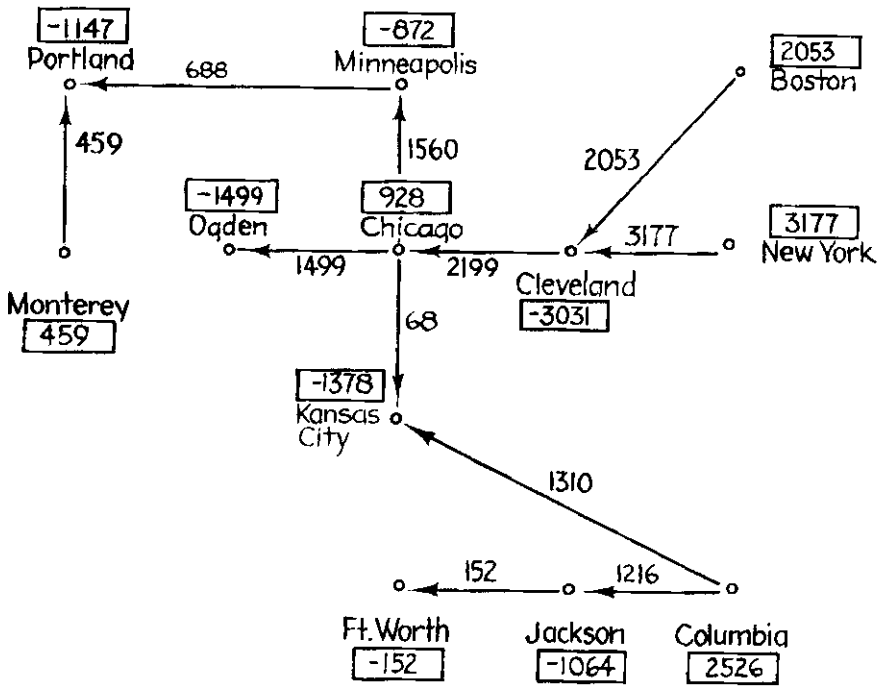 -1147
Portland
-872
Minneapolis
2053
Boston
688
459
1560
2053
-1499
Ogden
928
Chicago
3177
New York
3177
1499
2199
Monterey
459
Cleveland
-3031
68
-1378
Kansas
City
1310
152
1216
Ft. Worth
-152
Jackson
-1064
Columbia
2526